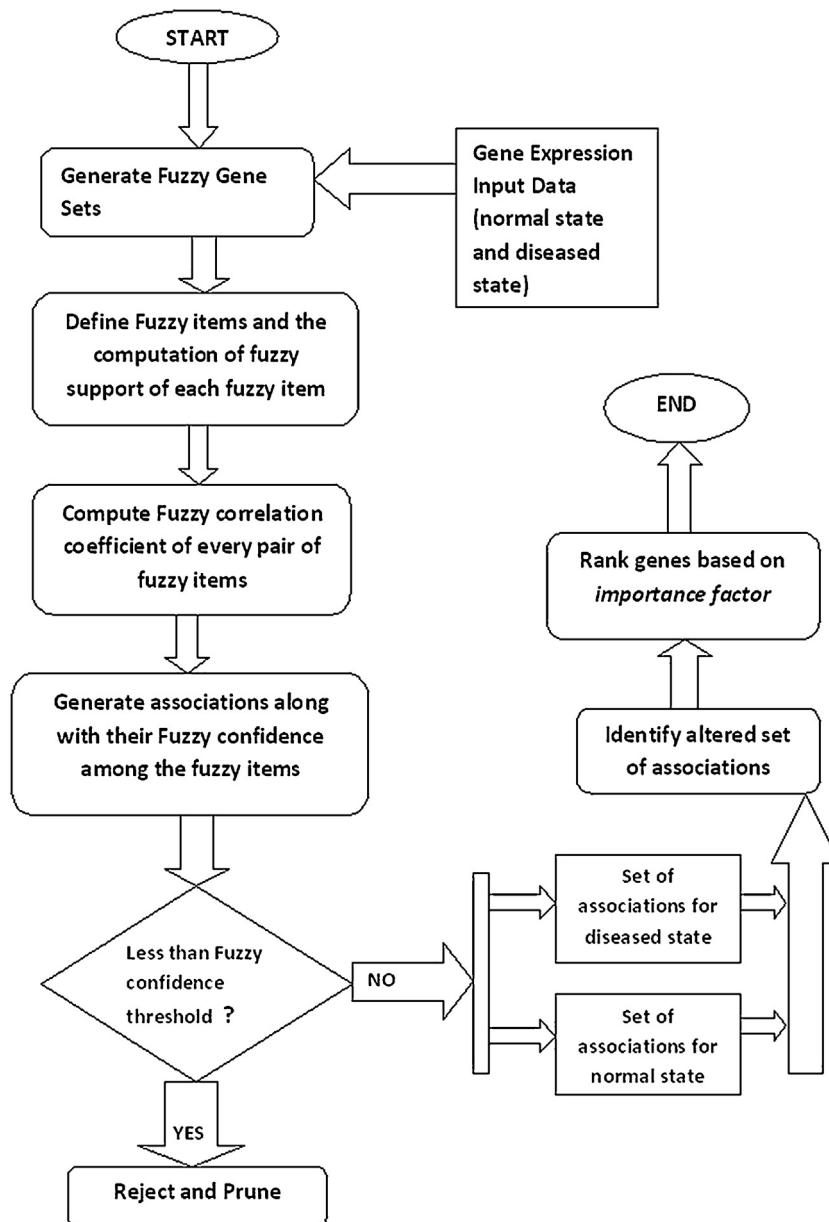 START
Generate Fuzzy Gene
Sets
Gene Expression
Input Data
(normal state
and diseased
state)
Define Fuzzy items and the
computation of fuzzy
support of each fuzzy item
Compute Fuzzy correlation
coefficient of every pair of
fuzzy items
Generate associations along
with their Fuzzy confidence
among the fuzzy items
Less than Fuzzy
confidence
threshold ?
YES
Reject and Prune
NO
Set of
associations for
diseased state
Set of
associations for
normal state
Identify altered set
of associations
Rank genes based on
importance factor
END